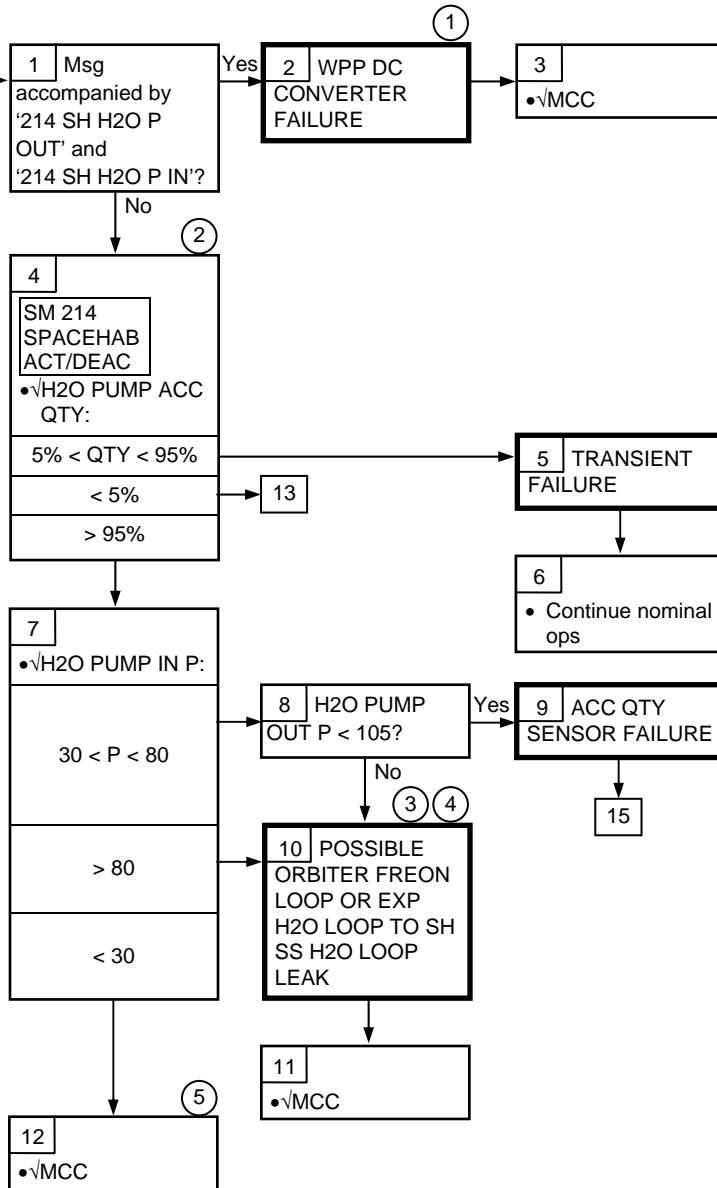 1
1 Msg
accompanied by
‘214 SH H2O P
OUT’ and
‘214 SH H2O P IN’?
Yes
2 WPP DC
CONVERTER
FAILURE
3
•√MCC
No
2
4
SM 214
SPACEHAB
ACT/DEAC
•√H2O PUMP ACC
QTY:
5% < QTY < 95%
< 5%
> 95%
13
5 TRANSIENT
FAILURE
6
• Continue nominal
ops
7
•√H2O PUMP IN P:
30 < P < 80
> 80
< 30
8 H2O PUMP
OUT P < 105?
Yes
9 ACC QTY
SENSOR FAILURE
15
No
3 4
10 POSSIBLE
ORBITER FREON
LOOP OR EXP
H2O LOOP TO SH
SS H2O LOOP
LEAK
11
•√MCC
5
12
•√MCC